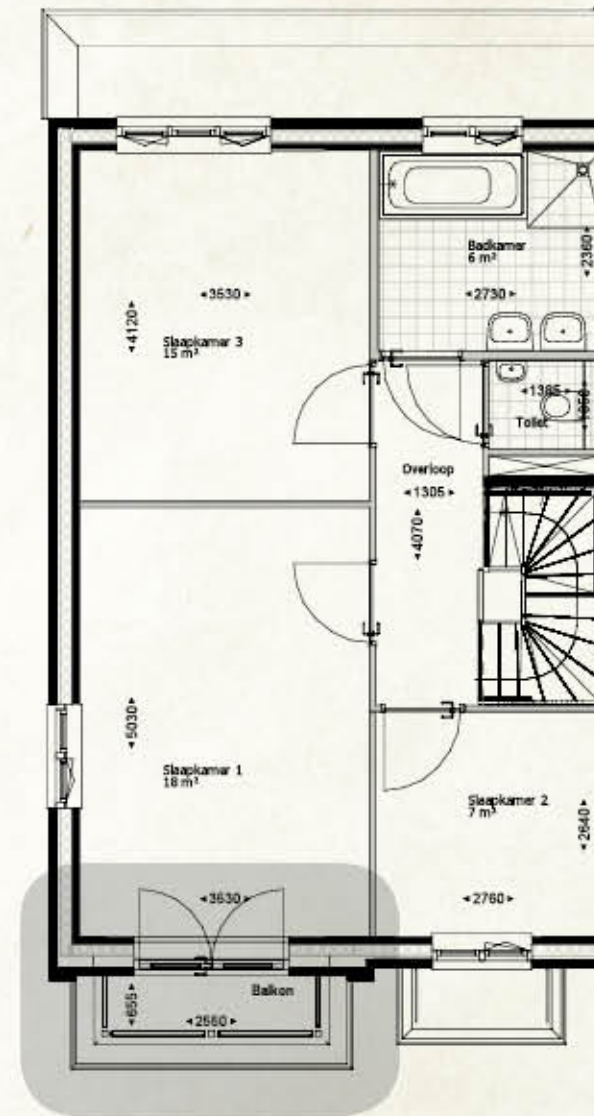 Badkamer
6 m²
2360
3530
2730
4120
Slaapkamer 3
15 m²
1385
Toilet
Overloop
1305
4070
5030
Slaapkamer 1
18 m²
Slaapkamer 2
7 m²
2640
2760
Balkon
655
2560